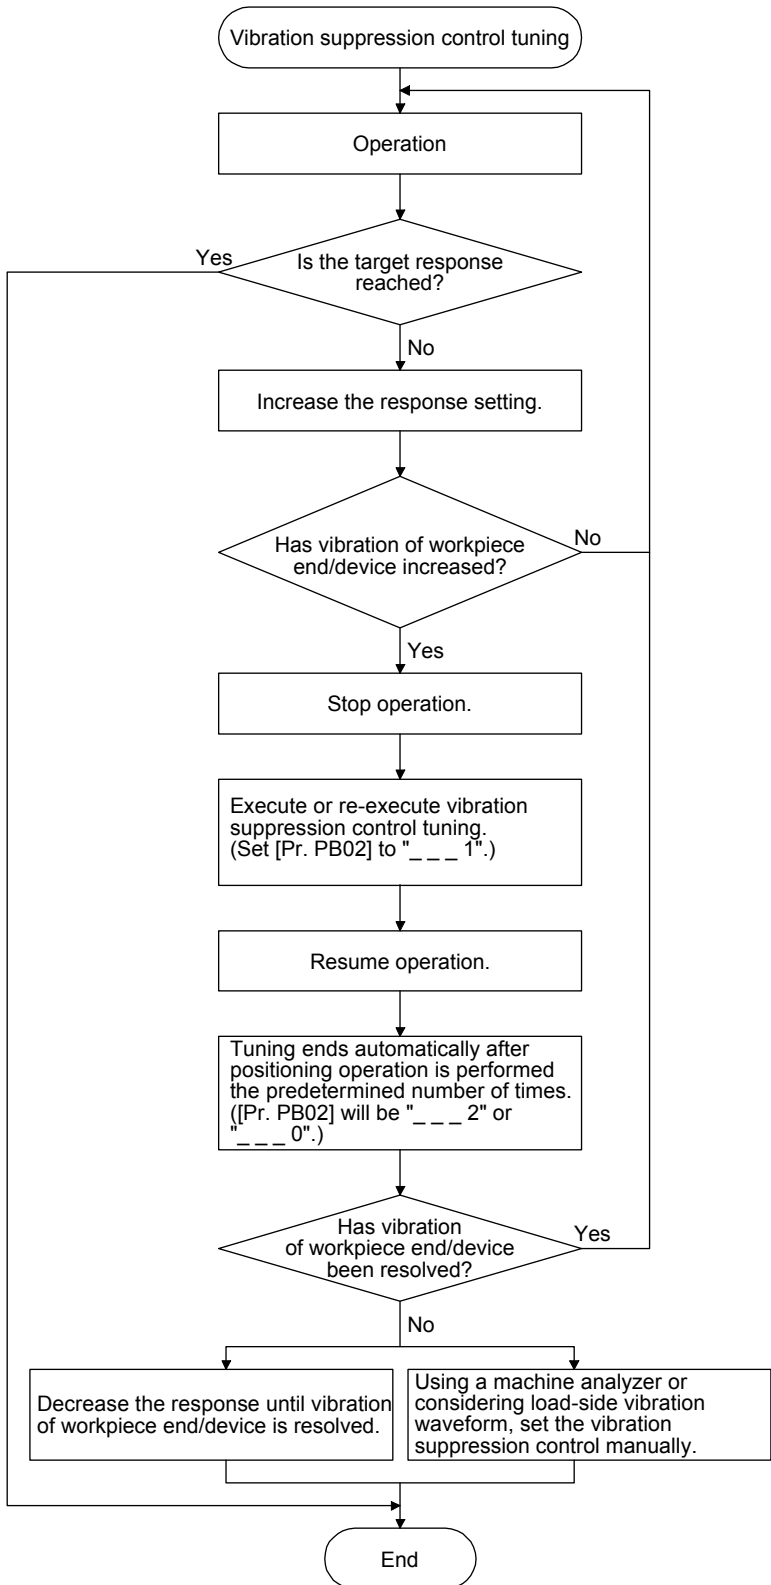 Vibration suppression control tuning
Operation
Yes
Is the target response
reached?
No
Increase the response setting.
Has vibration of workpiece
end/device increased?
No
Yes
Stop operation.
Execute or re-execute vibration
suppression control tuning.
(Set [Pr. PB02] to "_ _ _ 1".)
Resume operation.
Tuning ends automatically after
positioning operation is performed
the predetermined number of times.
([Pr. PB02] will be "_ _ _ 2" or
"_ _ _ 0".)
Has vibration
of workpiece end/device
been resolved?
Yes
No
Decrease the response until vibration
of workpiece end/device is resolved.
Using a machine analyzer or
considering load-side vibration
waveform, set the vibration
suppression control manually.
End